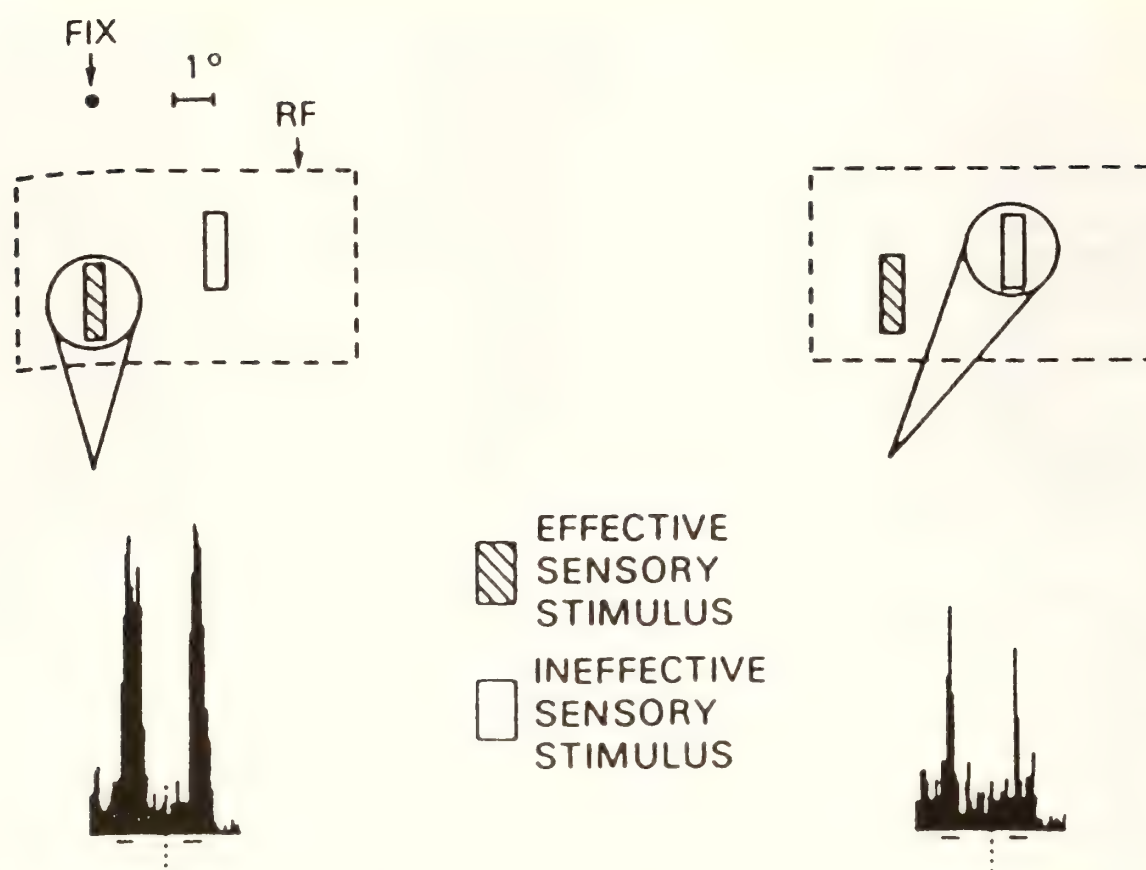 FIX
1°
RF
EFFECTIVE
SENSORY
STIMULUS
INEFFECTIVE
SENSORY
STIMULUS